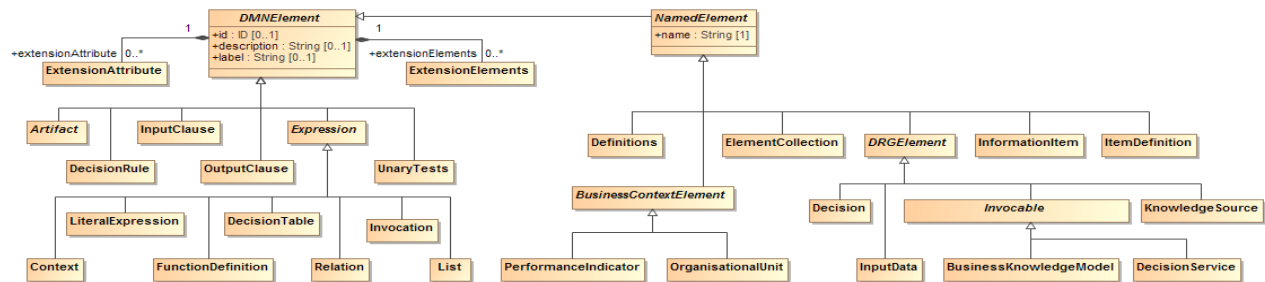 DMNElement
+id : ID [0..1]
+description : String [0..1]
+label : String [0..1]
NamedElement
+name : String [1]
1
1
+extensionAttribute 0..*
+extensionElements 0..*
ExtensionAttribute
ExtensionElements
Artifact
InputClause
Expression
DecisionRule
OutputClause
UnaryTests
Definitions
ElementCollection
DRGElement
InformationItem
ItemDefinition
BusinessContextElement
LiteralExpression
DecisionTable
Invocation
Decision
Invocable
KnowledgeSource
Context
FunctionDefinition
Relation
List
PerformanceIndicator
OrganisationalUnit
InputData
BusinessKnowledgeModel
DecisionService